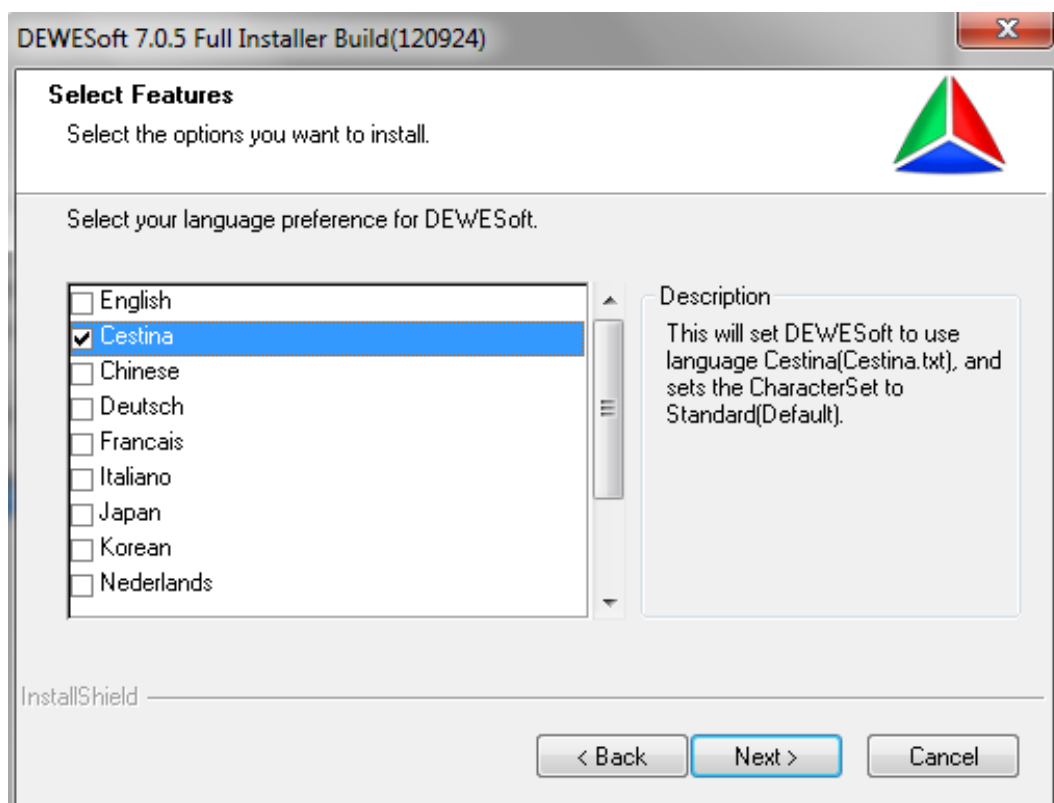 DEWESoft 7.0.5 Full Installer Build(120924)
Select Features
Select the options you want to install.
Select your language preference for DEWESoft.
English
Cestina
Chinese
Deutsch
Francais
Italiano
Japan
Korean
Nederlands
Description
This will set DEWESoft to use
language Cestina(Cestina.txt), and
sets the CharacterSet to
Standard(Default).
InstallShield
< Back
Next >
Cancel